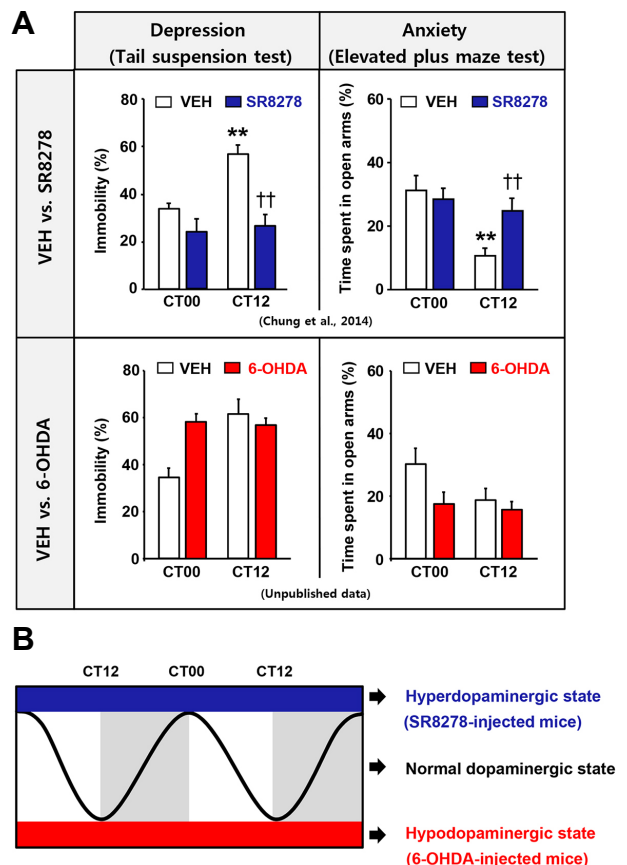 A
Depression
(Tail suspension test)
Anxiety
(Elevated plus maze test)
VEH vs. SR8278
80
60
40
20
0
Immobility (%)
VEH
SR8278
**
††
CT00
CT12
60
40
20
0
Time spent in open arms (%)
VEH
SR8278
**
††
CT00
CT12
(Chung et al., 2014)
VEH vs. 6-OHDA
80
60
40
20
0
Immobility (%)
VEH
6-OHDA
CT00
CT12
60
40
20
0
Time spent in open arms (%)
VEH
6-OHDA
CT00
CT12
(Unpublished data)
B
CT12
CT00
CT12
Hyperdopaminergic state
(SR8278-injected mice)
Normal dopaminergic state
Hypodopaminergic state
(6-OHDA-injected mice)